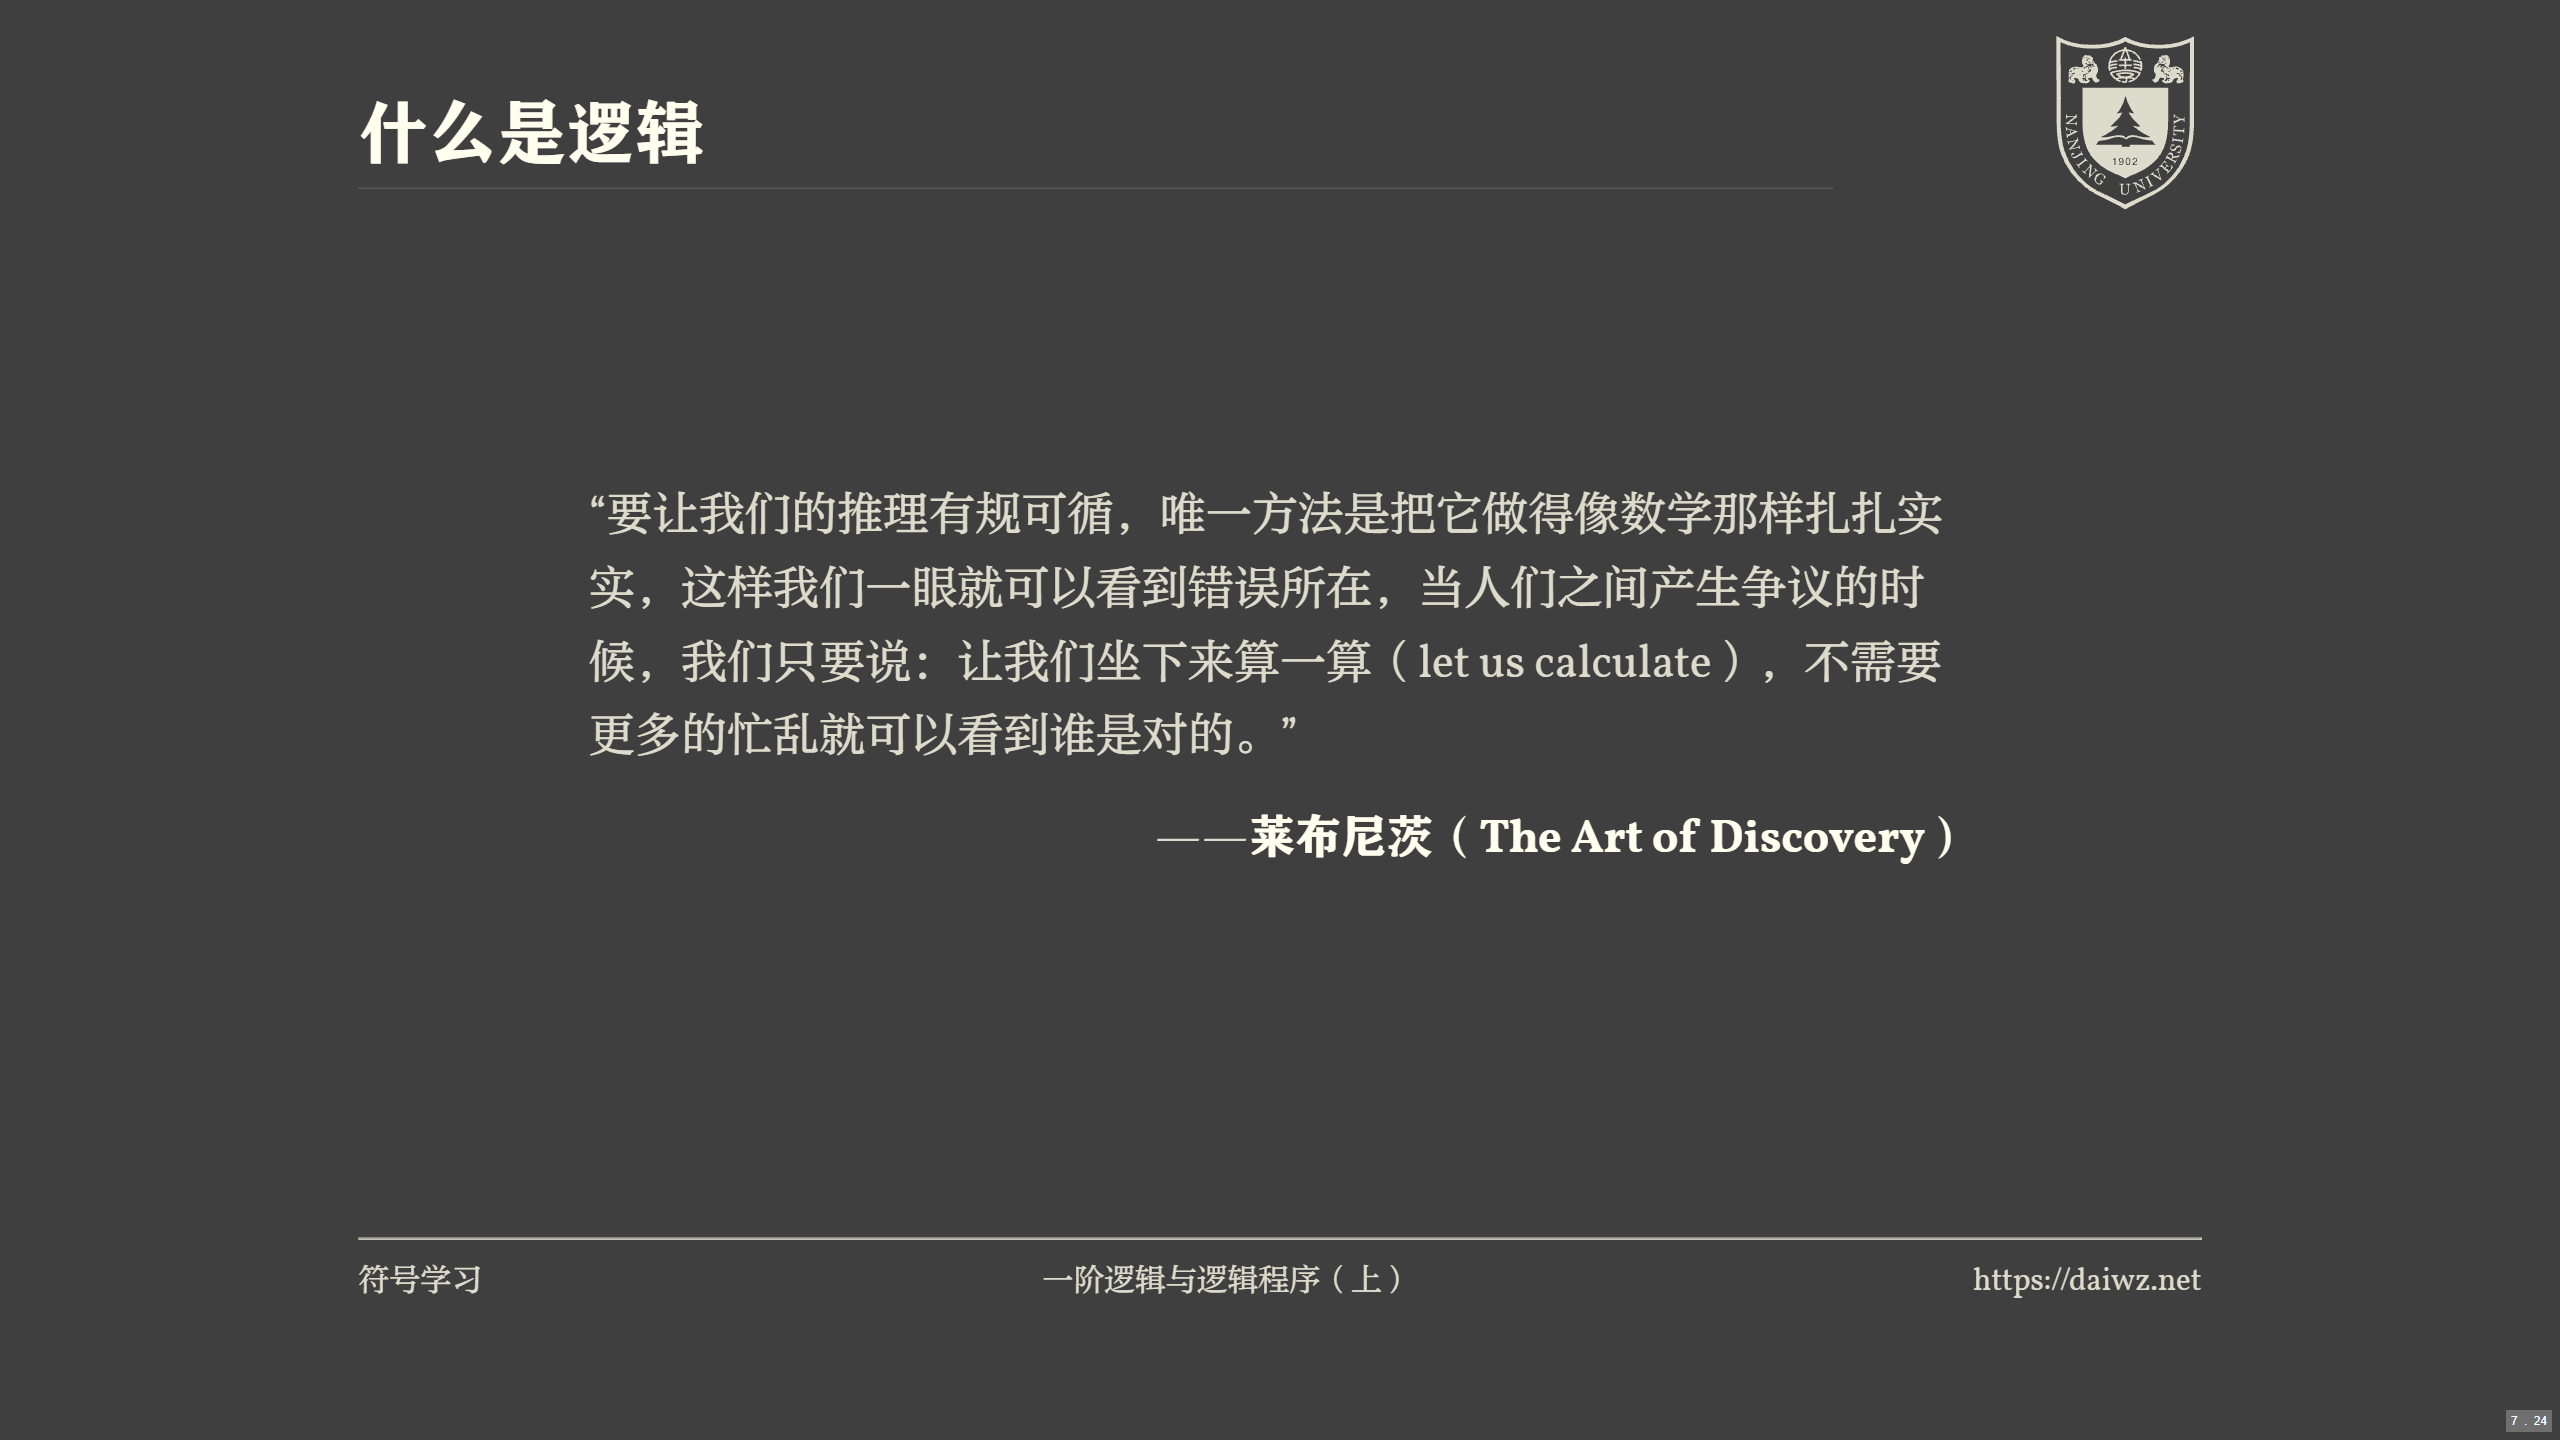 什么是逻辑
NANJING UNIVERSITY
1902
“要让我们的推理有规可循，唯一方法是把它做得像数学那样扎扎实
实，这样我们一眼就可以看到错误所在，当人们之间产生争议的时
候，我们只要说：让我们坐下来算一算（let us calculate），不需要
更多的忙乱就可以看到谁是对的。”
——莱布尼茨（The Art of Discovery）
符号学习
一阶逻辑与逻辑程序（上）
https://daiwz.net
7 . 24